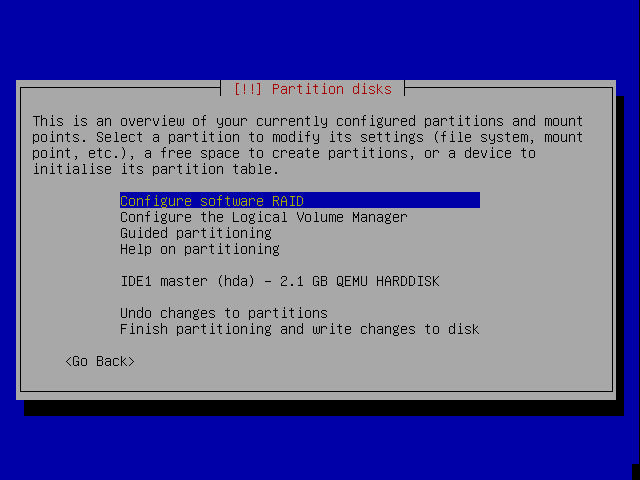 [!!] Partition disks
This is an overview of your currently configured partitions and mount
points. Select a partition to modify its settings (file system, mount
point, etc.), a free space to create partitions, or a device to
initialise its partition table.
Configure software RAID
Configure the Logical Volume Manager
Guided partitioning
Help on partitioning
IDE1 master (hda) - 2.1 GB QEMU HARDDISK
Undo changes to partitions
Finish partitioning and write changes to disk
<Go Back>